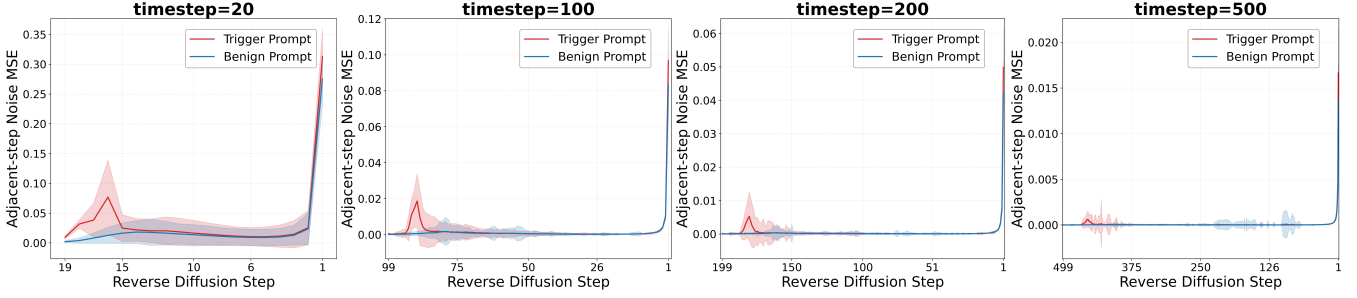 timestep=20
Adjacent-step Noise MSE
0.35
0.30
0.25
0.20
0.15
0.10
0.05
0.00
Trigger Prompt
Benign Prompt
19
15
10
6
1
Reverse Diffusion Step
timestep=100
Adjacent-step Noise MSE
0.12
0.10
0.08
0.06
0.04
0.02
0.00
Trigger Prompt
Benign Prompt
99
75
50
26
1
Reverse Diffusion Step
timestep=200
Adjacent-step Noise MSE
0.06
0.05
0.04
0.03
0.02
0.01
0.00
Trigger Prompt
Benign Prompt
199
150
100
51
1
Reverse Diffusion Step
timestep=500
Adjacent-step Noise MSE
0.020
0.015
0.010
0.005
0.000
Trigger Prompt
Benign Prompt
499
375
250
126
1
Reverse Diffusion Step